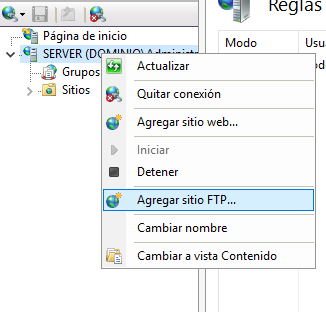 Página de inicio
SERVER (DOMINIO\Administ
Grupos
Sitios
Actualizar
Quitar conexión
Agregar sitio web...
Iniciar
Detener
Agregar sitio FTP...
Cambiar nombre
Cambiar a vista Contenido
Reglas
Modo
Usu